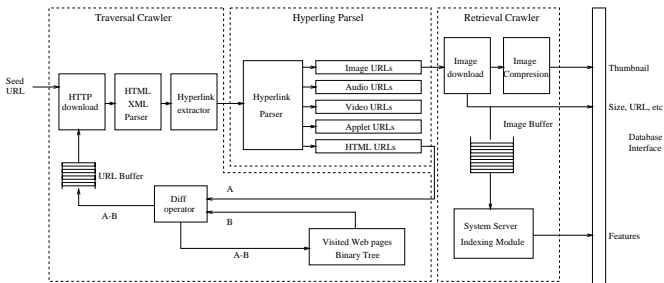 Traversal Crawler
Hyperling Parsel
Retrieval Crawler
Seed
URL
HTTP
download
HTML
XML
Parser
Hyperlink
extractor
Hyperlink
Parser
Image URLs
Audio URLs
Video URLs
Applet URLs
HTML URLs
Image
download
Image
Compresion
Thumbnail
Size, URL, etc
Image Buffer
Database
Interface
URL Buffer
A
B
Diff
operator
A-B
A-B
Visited Web pages
Binary Tree
System Server
Indexing Module
Features